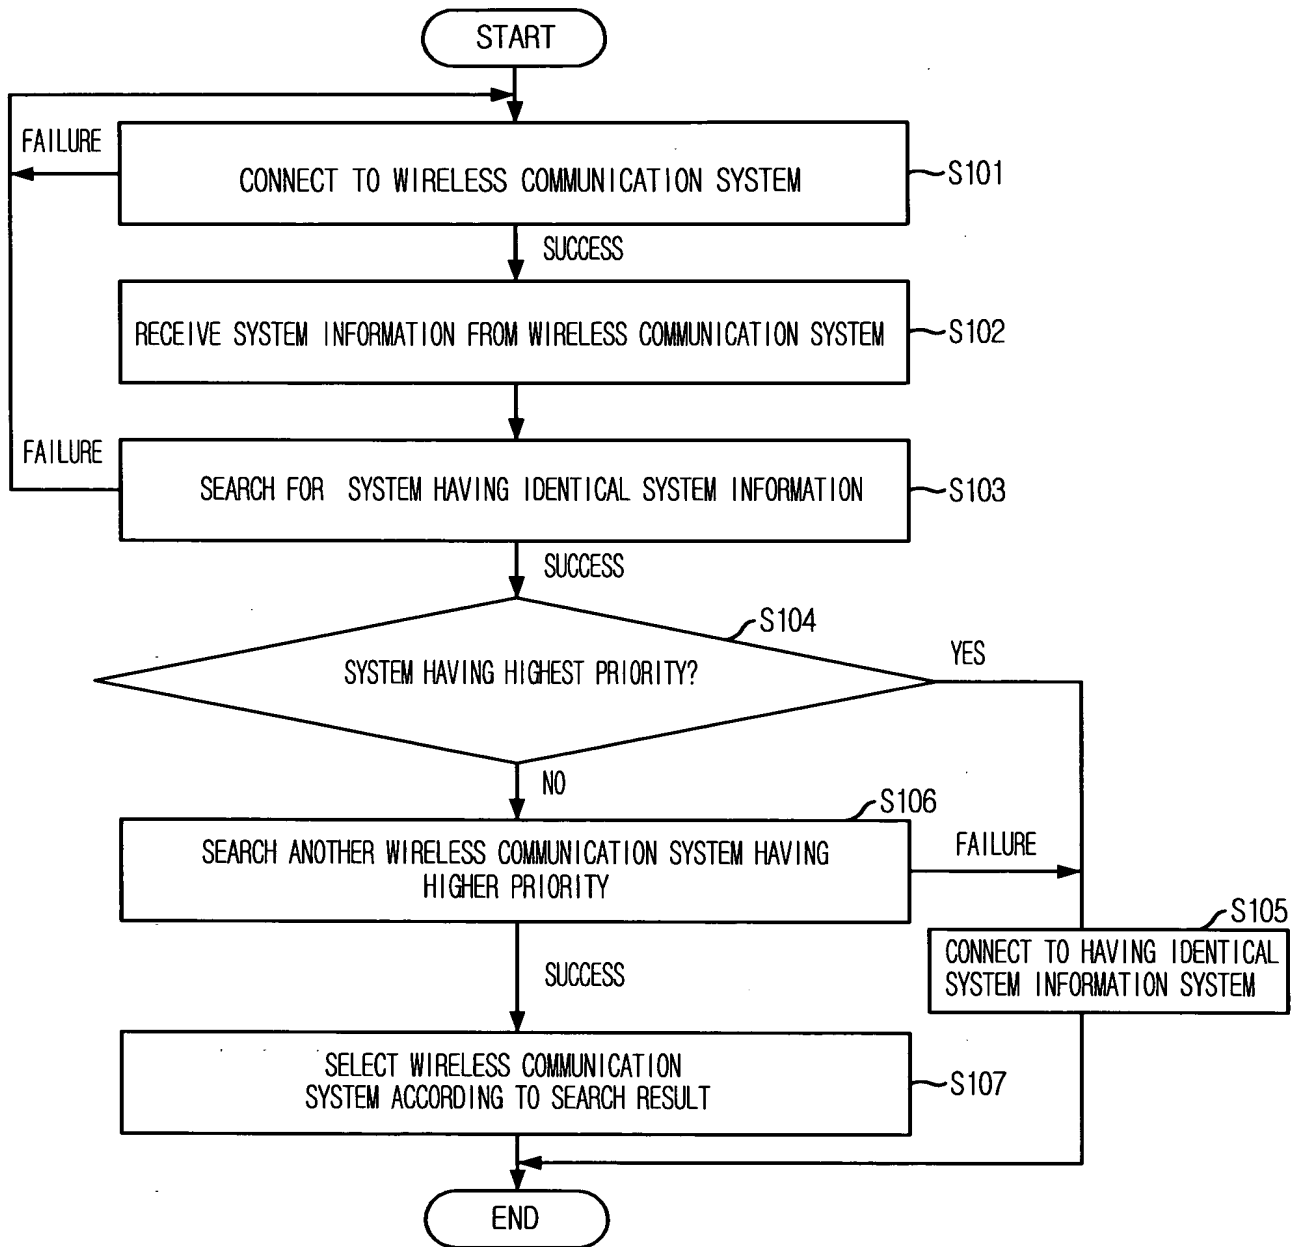 START
FAILURE
CONNECT TO WIRELESS COMMUNICATION SYSTEM
S101
SUCCESS
RECEIVE SYSTEM INFORMATION FROM WIRELESS COMMUNICATION SYSTEM
S102
FAILURE
SEARCH FOR SYSTEM HAVING IDENTICAL SYSTEM INFORMATION
S103
SUCCESS
S104
SYSTEM HAVING HIGHEST PRIORITY?
YES
NO
S106
SEARCH ANOTHER WIRELESS COMMUNICATION SYSTEM HAVING
HIGHER PRIORITY
FAILURE
S105
CONNECT TO HAVING IDENTICAL
SYSTEM INFORMATION SYSTEM
SUCCESS
SELECT WIRELESS COMMUNICATION
SYSTEM ACCORDING TO SEARCH RESULT
S107
END